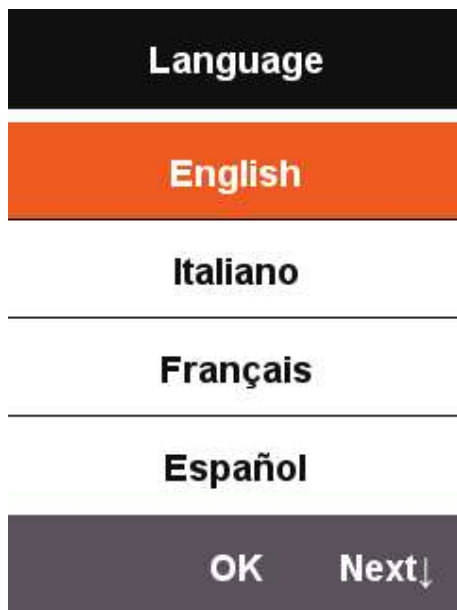 Language
English
Italiano
Français
Español
OK Next↓